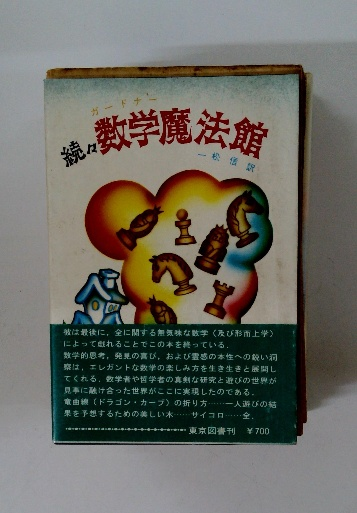 ガードナー
続々 数学魔法館
一松 信 訳
彼は最後に，全に関する無気味な数学（及び形而上学）
によって戯れることでこの本を終っている．
数学的思考，発見の喜び，および霊感の本性への鋭い洞
察は，エレガントな数学の楽しみ方を生き生きと展開し
てくれる．数学者や哲学者の真剣な研究と遊びの世界が
見事に融け合った世界がここに実現したのである．
竜曲線（ドラゴン・カーブ）の折り方……一人遊びの結
果を予想するための美しい木……サイコロ……全．
東京図書刊 ￥700